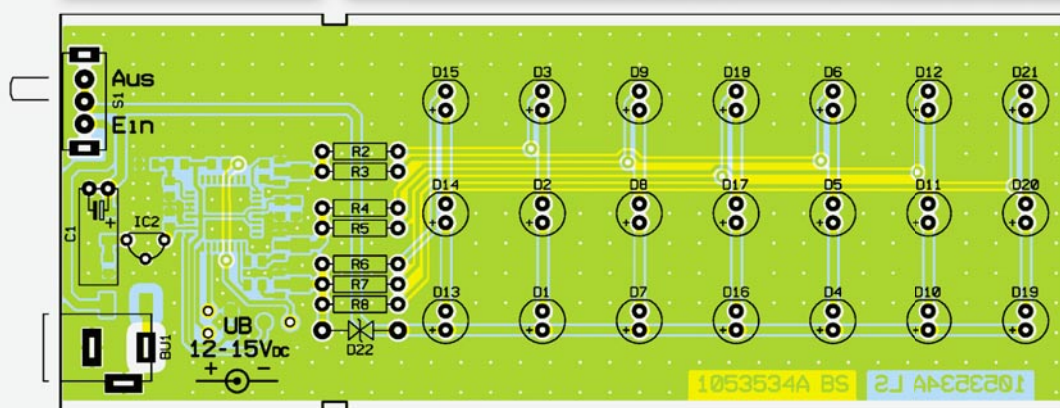 Aus
S1
Ein
D15 D3 D9 D18 D6 D12 D21
R2
R3
D14 D2 D8 D17 D5 D11 D20
R4
C1 + IC2
R5
R6
R7
R8
D13 D1 D7 D16 D4 D10 D19
UB
D22
BU1
12-15VDC
+ -
1053534A BS
1053534A LS